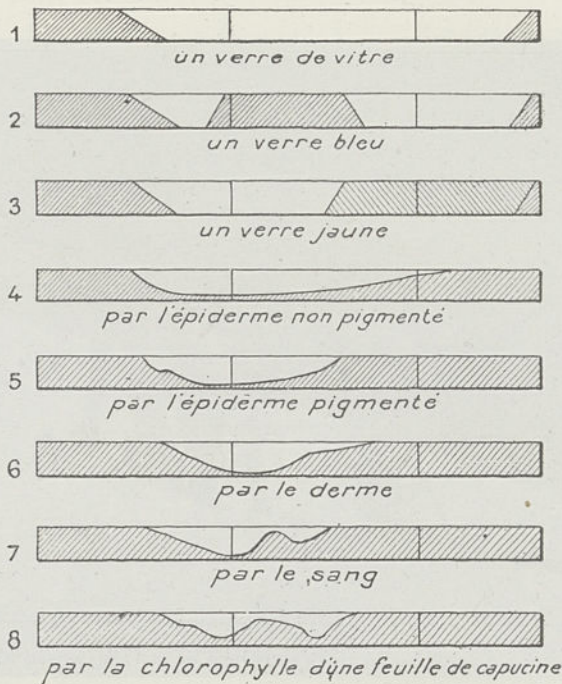 1
un verre de vitre
2
un verre bleu
3
un verre jaune
4
par l'épiderme non pigmenté
5
par l'épiderme pigmenté
6
par le derme
7
par le sang
8
par la chlorophylle d'une feuille de capucine